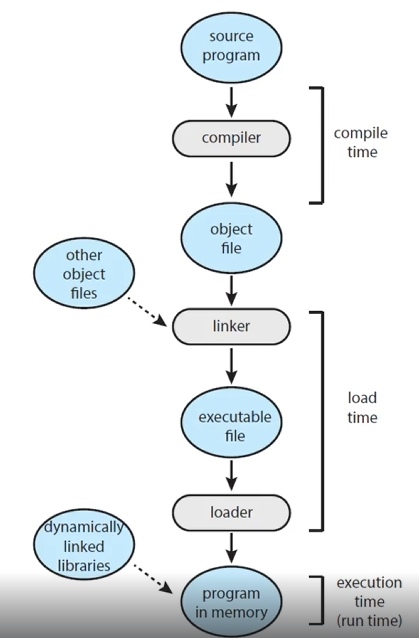 source
program
compiler
compile
time
object
file
other
object
files
linker
executable
file
load
time
loader
dynamically
linked
libraries
program
in memory
execution
time
(run time)